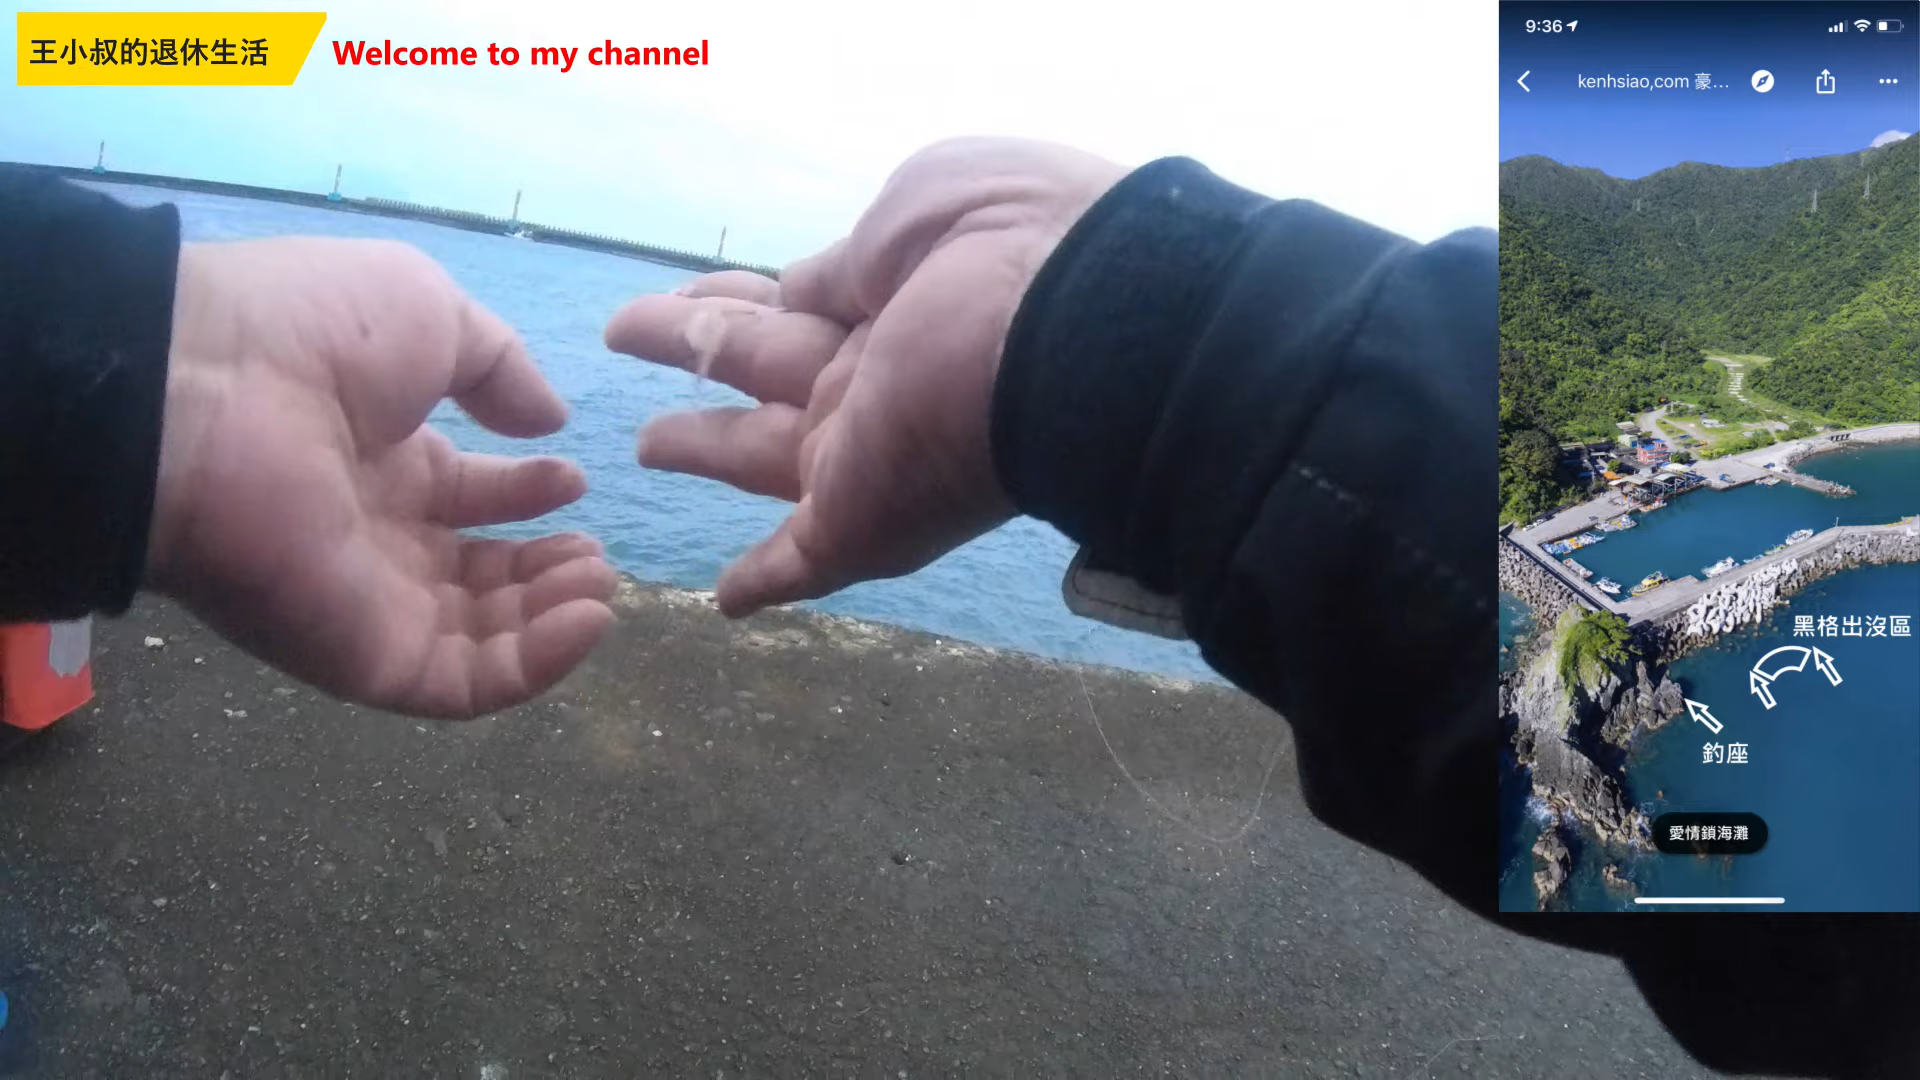 王小叔的退休生活
Welcome to my channel
9:36
kenhsiao,com 豪...
黑格出沒區
釣座
愛情鎖海灘